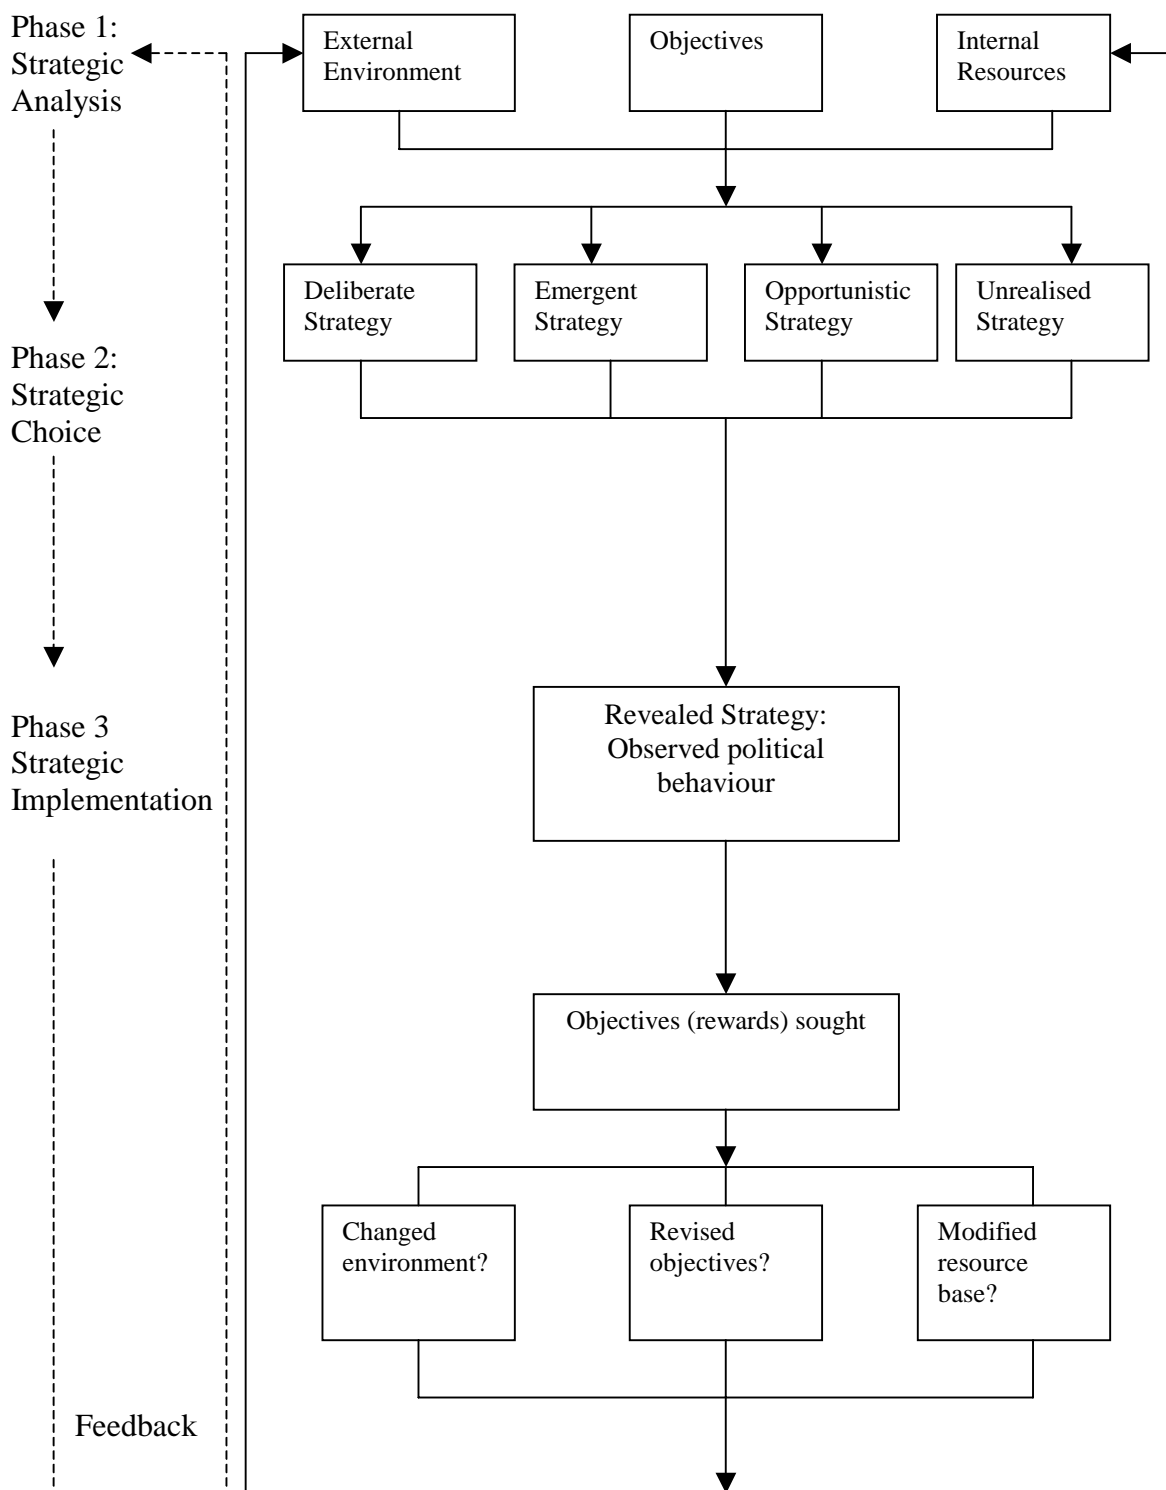 Phase 1:
Strategic
Analysis
External
Environment
Objectives
Internal
Resources
Deliberate
Strategy
Emergent
Strategy
Opportunistic
Strategy
Unrealised
Strategy
Phase 2:
Strategic
Choice
Revealed Strategy:
Observed political
behaviour
Phase 3
Strategic
Implementation
Objectives (rewards) sought
Changed
environment?
Revised
objectives?
Modified
resource
base?
Feedback